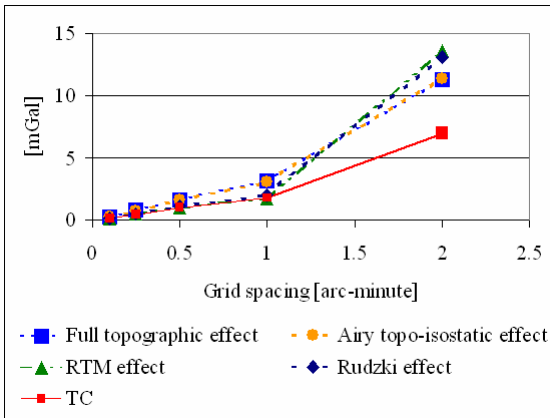 15
10
5
0
[mGal]
0 0.5 1 1.5 2 2.5
Grid spacing [arc-minute]
Full topographic effect Airy topo-isostatic effect
RTM effect Rudzki effect
TC